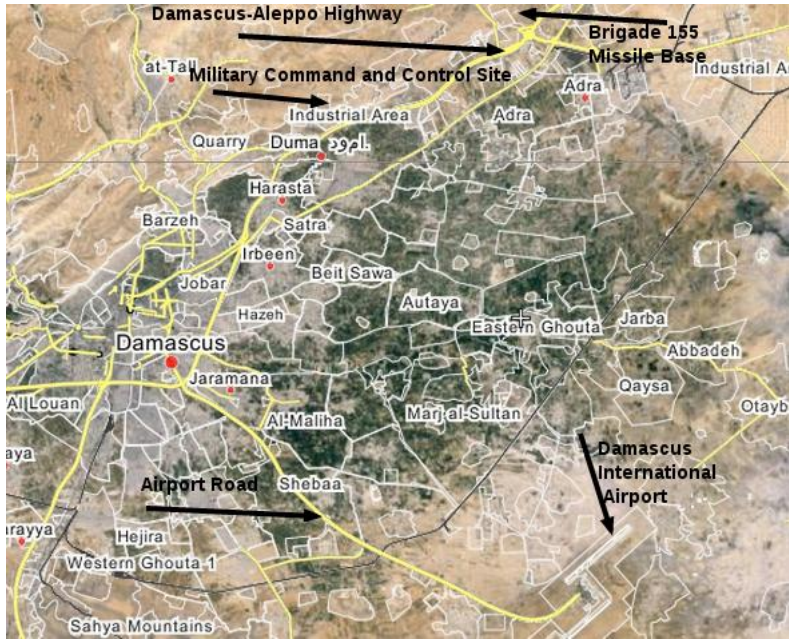 Damascus-Aleppo Highway
Brigade 155
Missile Base
at-Tall
Military Command and Control Site
Industrial A
Adra
Industrial Area
Adra
Quarry
Duma
Harasta
Barzeh
Satra
Irbeen
Jobar
Beit Sawa
Autaya
Hazeh
Eastern Ghouta
Jarba
Damascus
Abbadeh
Jaramana
Qaysa
Al Louan
Al-Maliha
Marj al-Sultan
Otayb
aya
Damascus
International
Airport
Airport Road
Shebaa
arayya
Hejira
Western Ghouta 1
Sahya Mountains